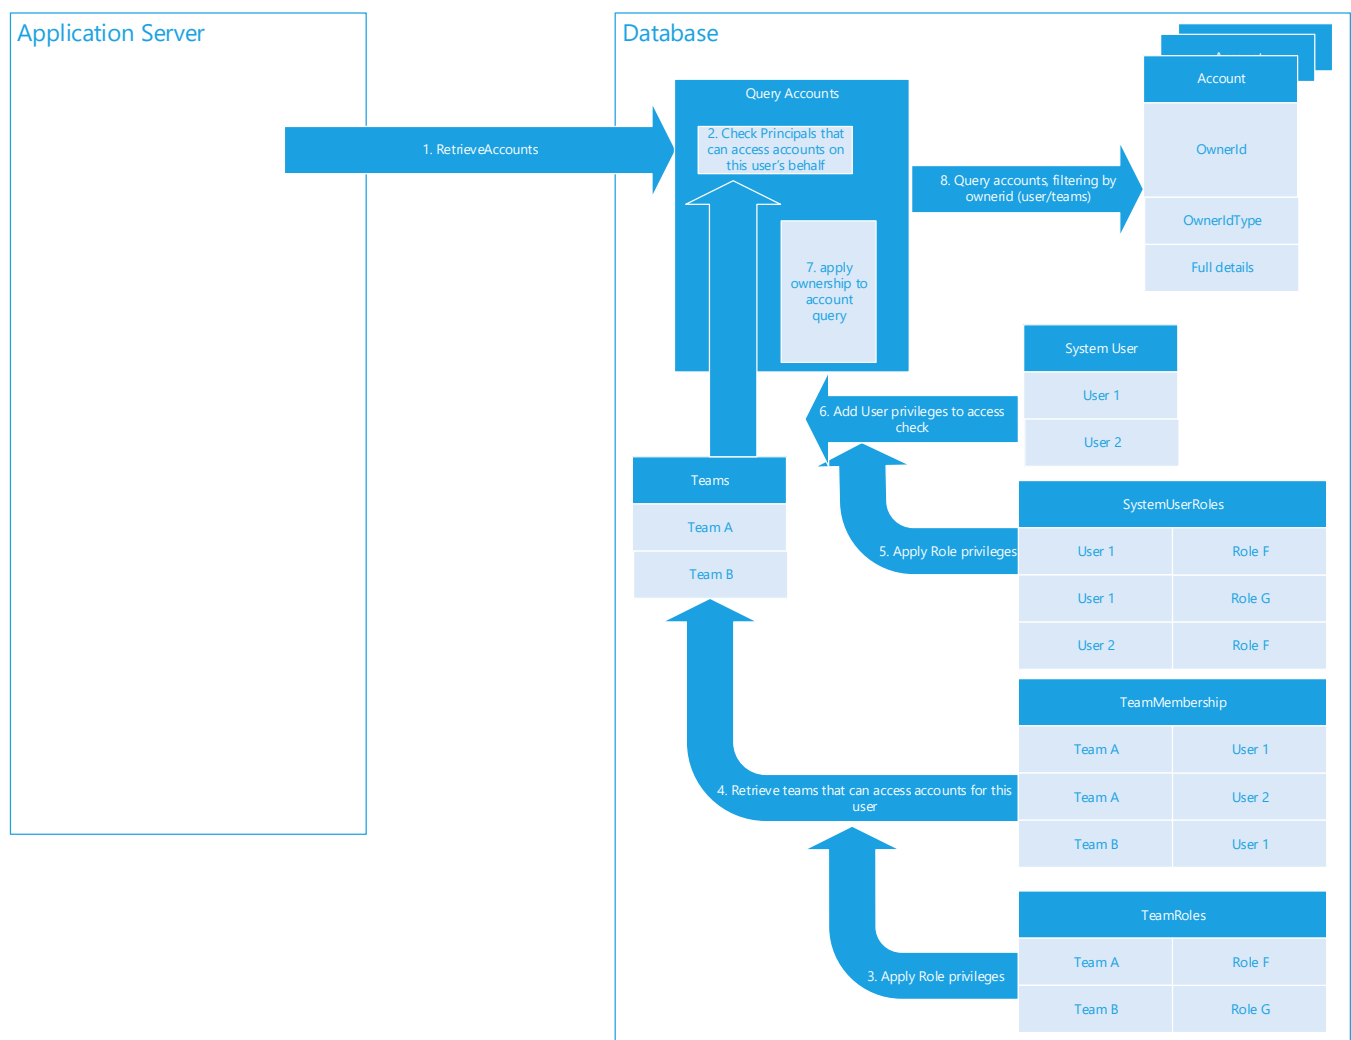 Application Server
Database
Account
Query Accounts
2. Check Principals that
can access accounts on
this user's behalf
1. RetrieveAccounts
OwnerId
8. Query accounts, filtering by
ownerid (user/teams)
OwnerIdType
7. apply
ownership to
account
query
Full details
System User
User 1
6. Add User privileges to access
check
User 2
Teams
Team A
Team B
SystemUserRoles
5. Apply Role privileges
User 1
Role F
User 1
Role G
User 2
Role F
TeamMembership
Team A
User 1
4. Retrieve teams that can access accounts for this
user
Team A
User 2
Team B
User 1
TeamRoles
3. Apply Role privileges
Team A
Role F
Team B
Role G